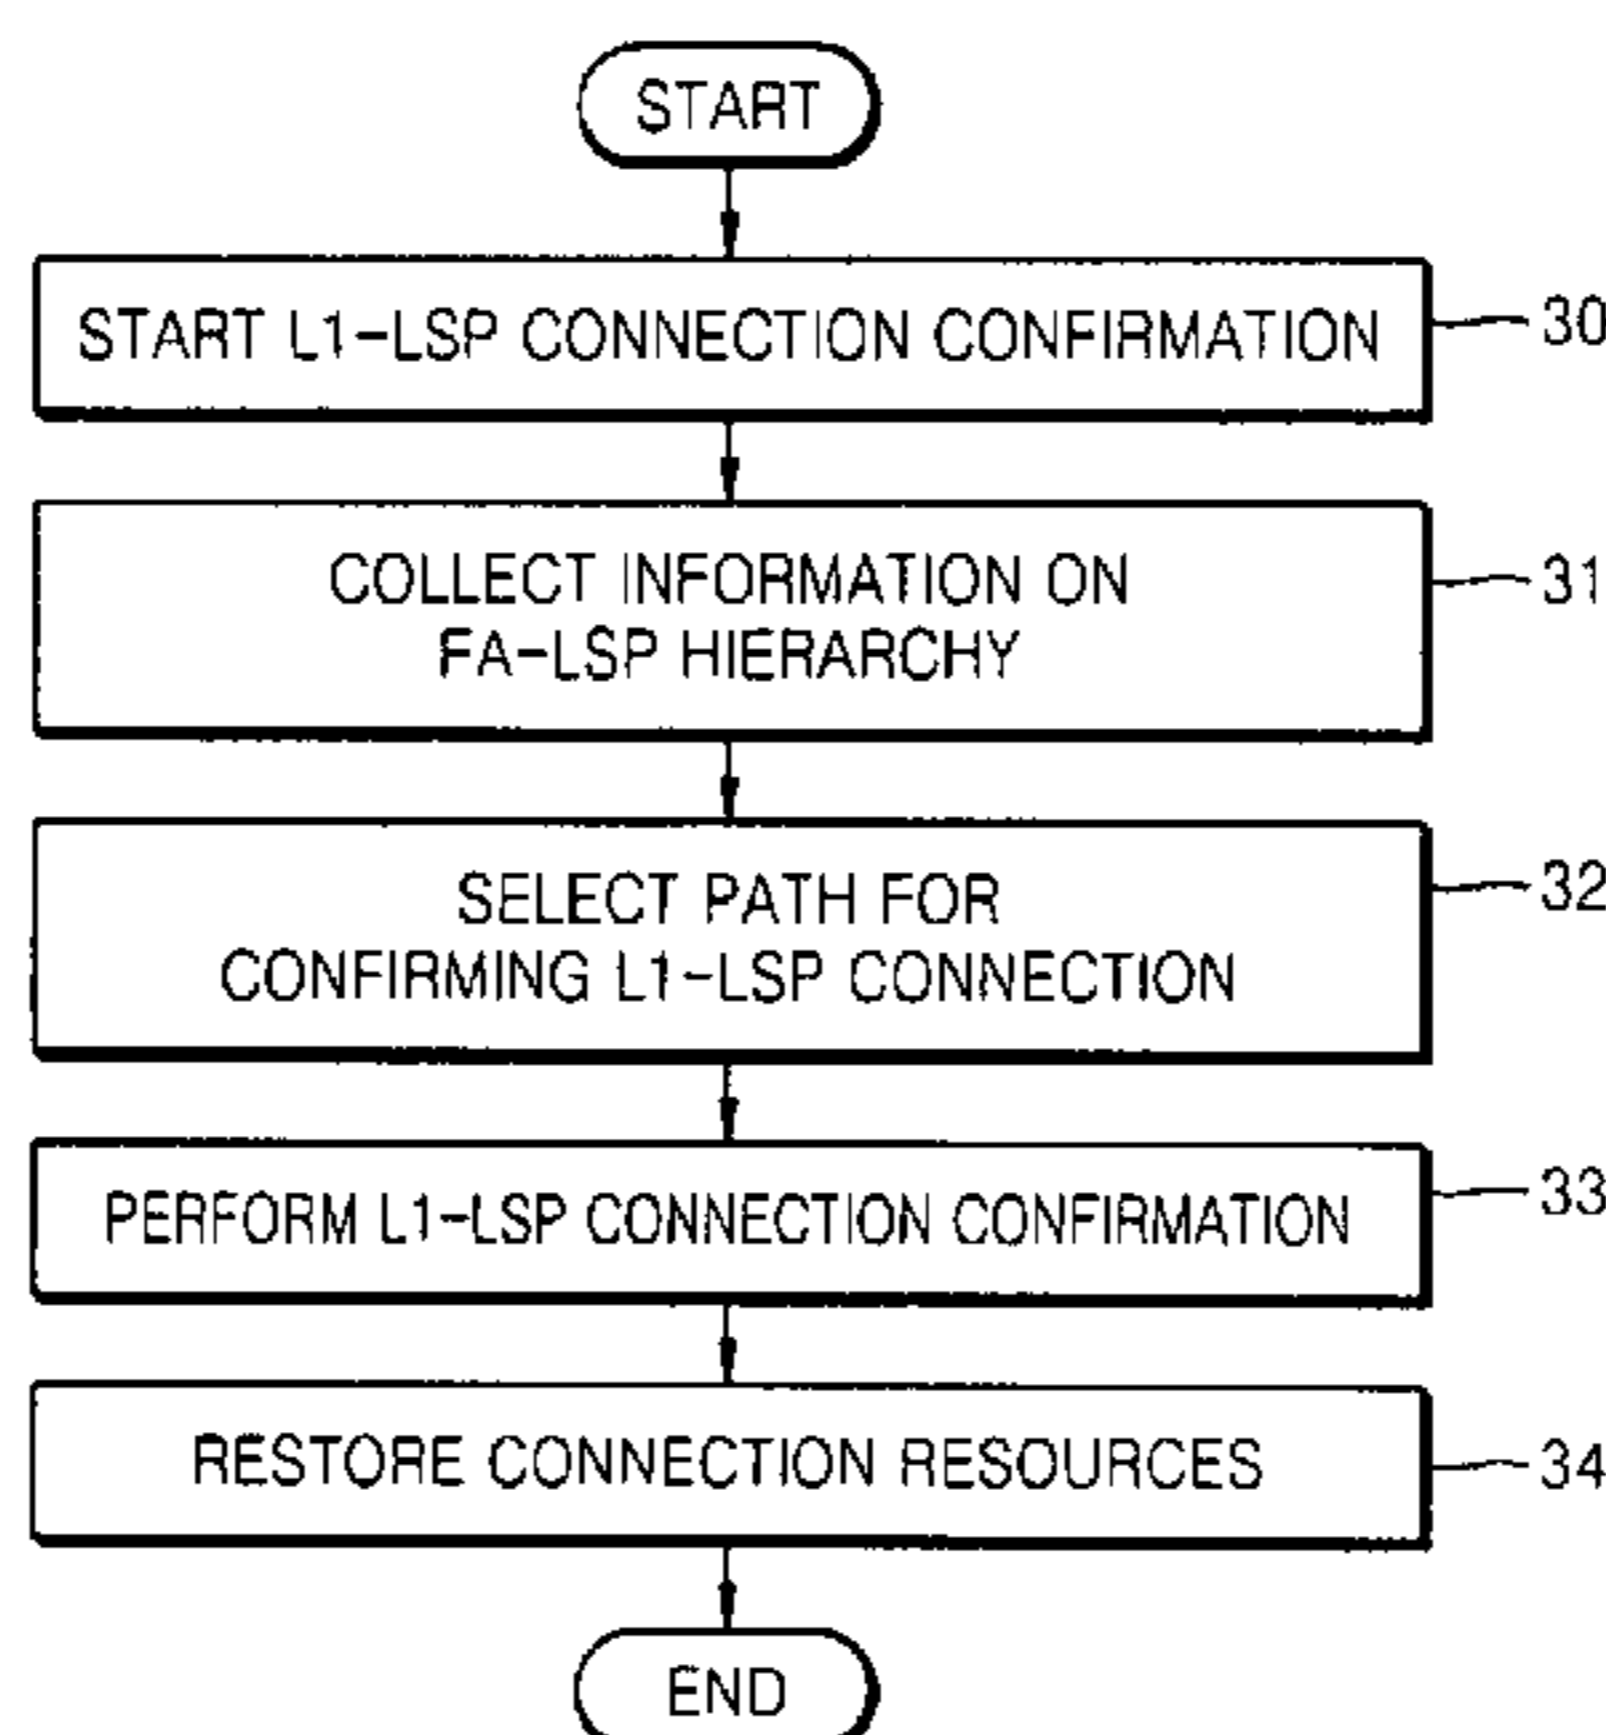 START
START L1-LSP CONNECTION CONFIRMATION
30
COLLECT INFORMATION ON
FA-LSP HIERARCHY
31
SELECT PATH FOR
CONFIRMING L1-LSP CONNECTION
32
PERFORM L1-LSP CONNECTION CONFIRMATION
33
RESTORE CONNECTION RESOURCES
34
END